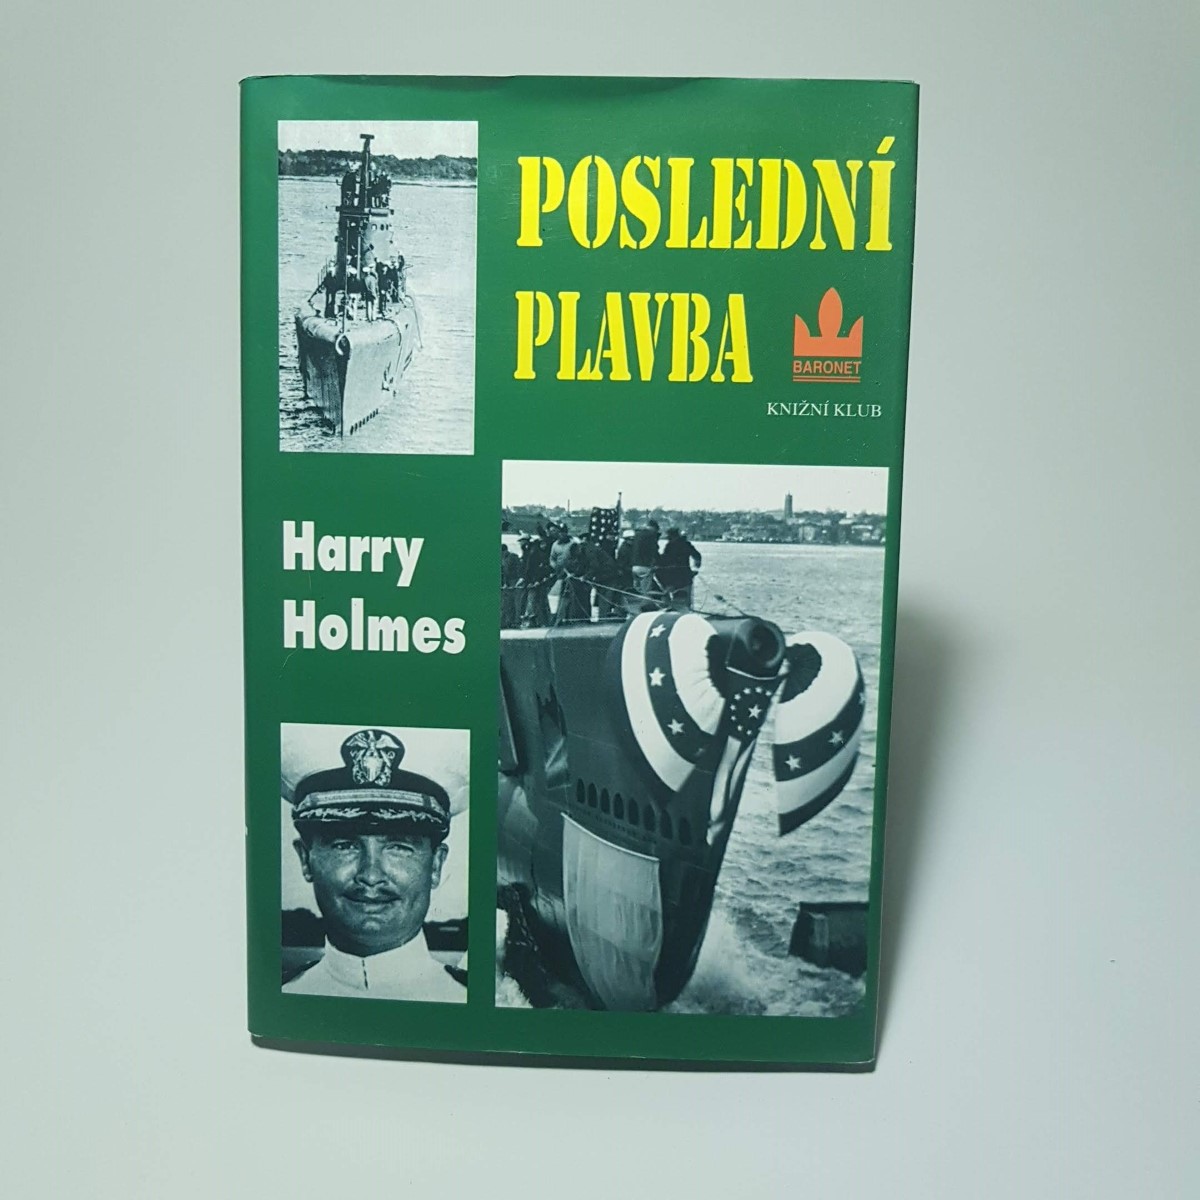 POSLEDNÍ
PLAVBA
BARONET
KNIŽNÍ KLUB
Harry
Holmes